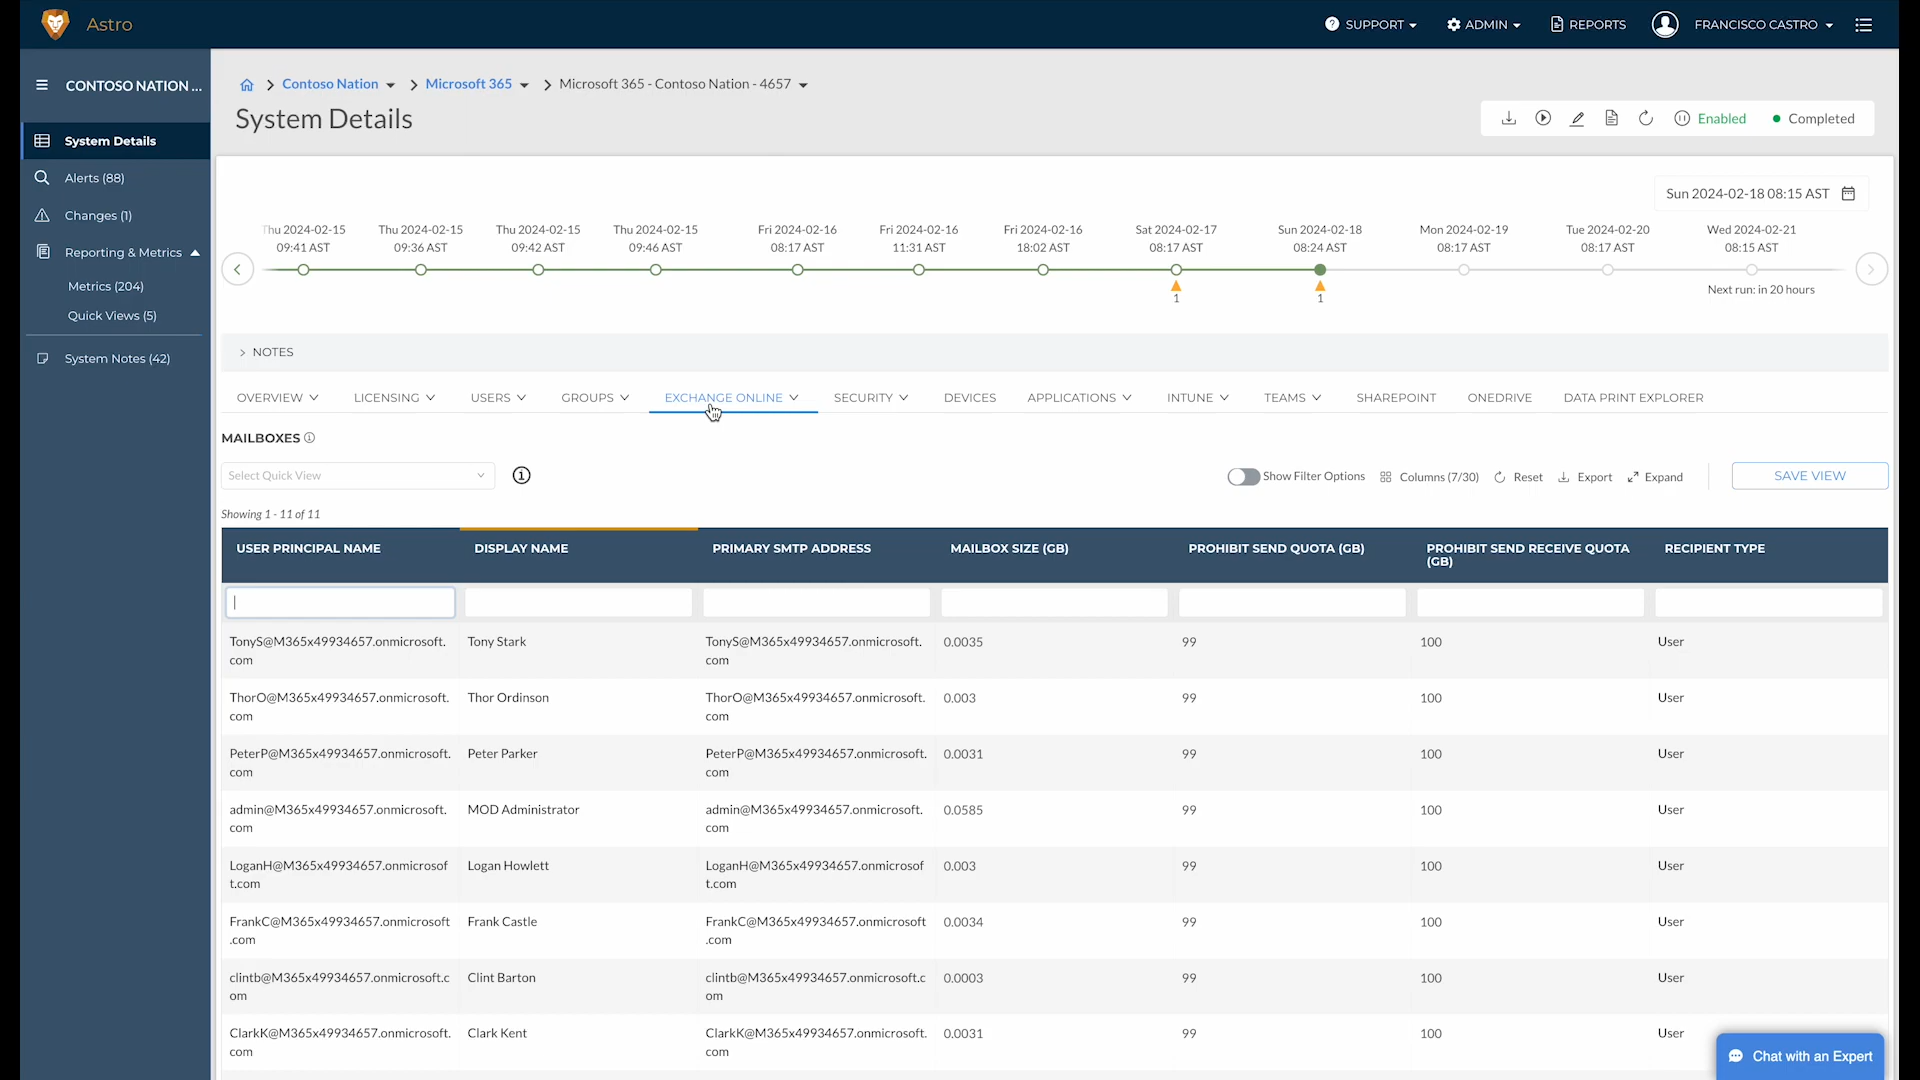 Astro
SUPPORT
ADMIN
REPORTS
FRANCISCO CASTRO
CONTOSO NATION ...
System Details
Alerts (88)
Changes (1)
Reporting & Metrics
Metrics (204)
Quick Views (5)
System Notes (42)
Contoso Nation
Microsoft 365
Microsoft 365 - Contoso Nation - 4657
System Details
Enabled
Completed
Sun 2024-02-18 08:15 AST
Thu 2024-02-15 Thu 2024-02-15 Thu 2024-02-15 Thu 2024-02-15 Fri 2024-02-16 Fri 2024-02-16 Fri 2024-02-16 Sat 2024-02-17 Sun 2024-02-18 Mon 2024-02-19 Tue 2024-02-20 Wed 2024-02-21
09:41 AST 09:36 AST 09:42 AST 09:46 AST 08:17 AST 11:31 AST 18:02 AST 08:17 AST 08:24 AST 08:17 AST 08:17 AST 08:15 AST
1 1
Next run: in 20 hours
NOTES
OVERVIEW LICENSING USERS GROUPS EXCHANGE ONLINE SECURITY DEVICES APPLICATIONS INTUNE TEAMS SHAREPOINT ONEDRIVE DATA PRINT EXPLORER
MAILBOXES
Select Quick View
Show Filter Options Columns (7/30) Reset Export Expand SAVE VIEW
Showing 1 - 11 of 11
USER PRINCIPAL NAME DISPLAY NAME PRIMARY SMTP ADDRESS MAILBOX SIZE (GB) PROHIBIT SEND QUOTA (GB) PROHIBIT SEND RECEIVE QUOTA RECIPIENT TYPE
(GB)
TonyS@M365x49934657.onmicrosoft. Tony Stark TonyS@M365x49934657.onmicrosoft. 0.0035 99 100 User
com com
ThorO@M365x49934657.onmicrosoft. Thor Ordinson ThorO@M365x49934657.onmicrosoft. 0.003 99 100 User
com com
PeterP@M365x49934657.onmicrosoft. Peter Parker PeterP@M365x49934657.onmicrosoft. 0.0031 99 100 User
com com
admin@M365x49934657.onmicrosoft. MOD Administrator admin@M365x49934657.onmicrosoft. 0.0585 99 100 User
com com
LoganH@M365x49934657.onmicrosof Logan Howlett LoganH@M365x49934657.onmicrosof 0.003 99 100 User
t.com t.com
FrankC@M365x49934657.onmicrosoft Frank Castle FrankC@M365x49934657.onmicrosoft 0.0034 99 100 User
.com .com
clintb@M365x49934657.onmicrosoft.c Clint Barton clintb@M365x49934657.onmicrosoft.c 0.0003 99 100 User
om om
ClarkK@M365x49934657.onmicrosoft. Clark Kent ClarkK@M365x49934657.onmicrosoft. 0.0031 99 100 User
com com
Chat with an Expert